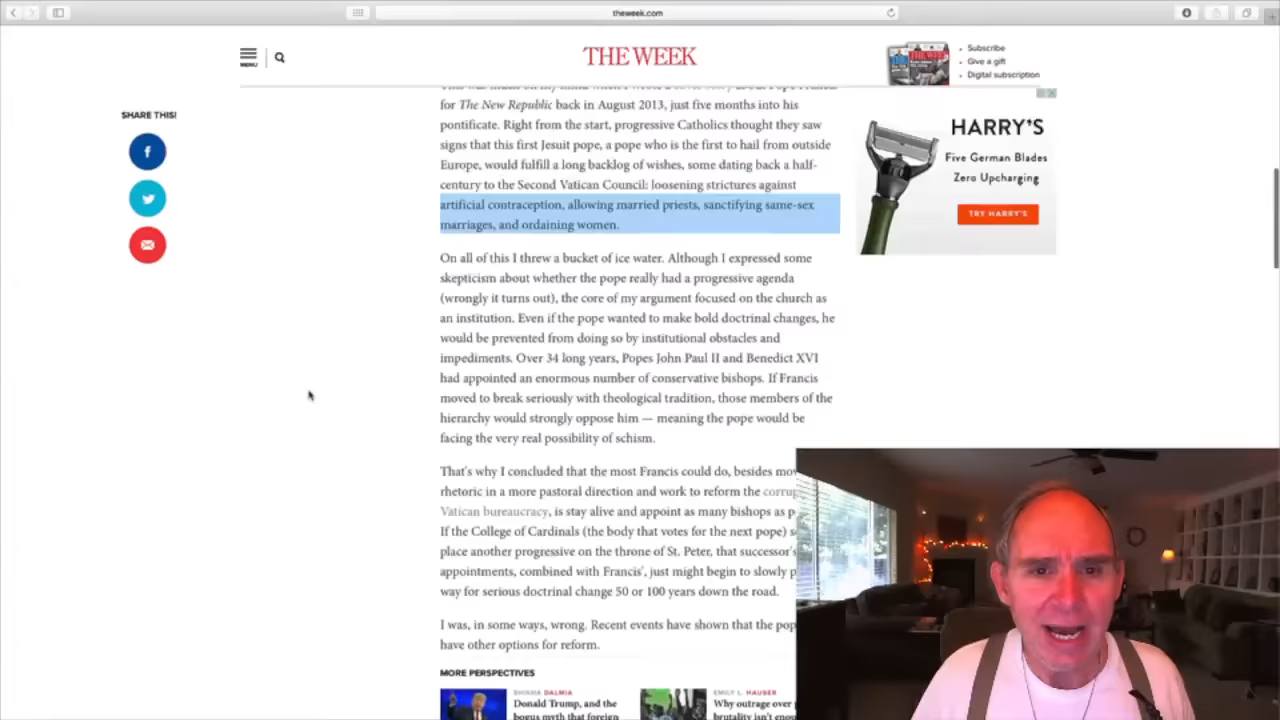 theweek.com
MENU
THE WEEK
Subscribe
Give a gift
Digital subscription
SHARE THIS!
for The New Republic back in August 2013, just five months into his
pontificate. Right from the start, progressive Catholics thought they saw
signs that this first Jesuit pope, a pope who is the first to hail from outside
Europe, would fulfill a long backlog of wishes, some dating back a half-
century to the Second Vatican Council: loosening strictures against
artificial contraception, allowing married priests, sanctifying same-sex
marriages, and ordaining women.
On all of this I threw a bucket of ice water. Although I expressed some
skepticism about whether the pope really had a progressive agenda
(wrongly it turns out), the core of my argument focused on the church as
an institution. Even if the pope wanted to make bold doctrinal changes, he
would be prevented from doing so by institutional obstacles and
impediments. Over 34 long years, Popes John Paul II and Benedict XVI
had appointed an enormous number of conservative bishops. If Francis
moved to break seriously with theological tradition, those members of the
hierarchy would strongly oppose him — meaning the pope would be
facing the very real possibility of schism.
That's why I concluded that the most Francis could do, besides mov
rhetoric in a more pastoral direction and work to reform the corrup
Vatican bureaucracy, is stay alive and appoint as many bishops as p
If the College of Cardinals (the body that votes for the next pope) s
place another progressive on the throne of St. Peter, that successor's
appointments, combined with Francis', just might begin to slowly p
way for serious doctrinal change 50 or 100 years down the road.
I was, in some ways, wrong. Recent events have shown that the pop
have other options for reform.
MORE PERSPECTIVES
SHIKHA DALMIA
Donald Trump, and the
bogus myth that foreign
EMILY L. HAUSER
Why outrage over p
brutality isn't enou
HARRY'S
Five German Blades
Zero Upcharging
TRY HARRY'S